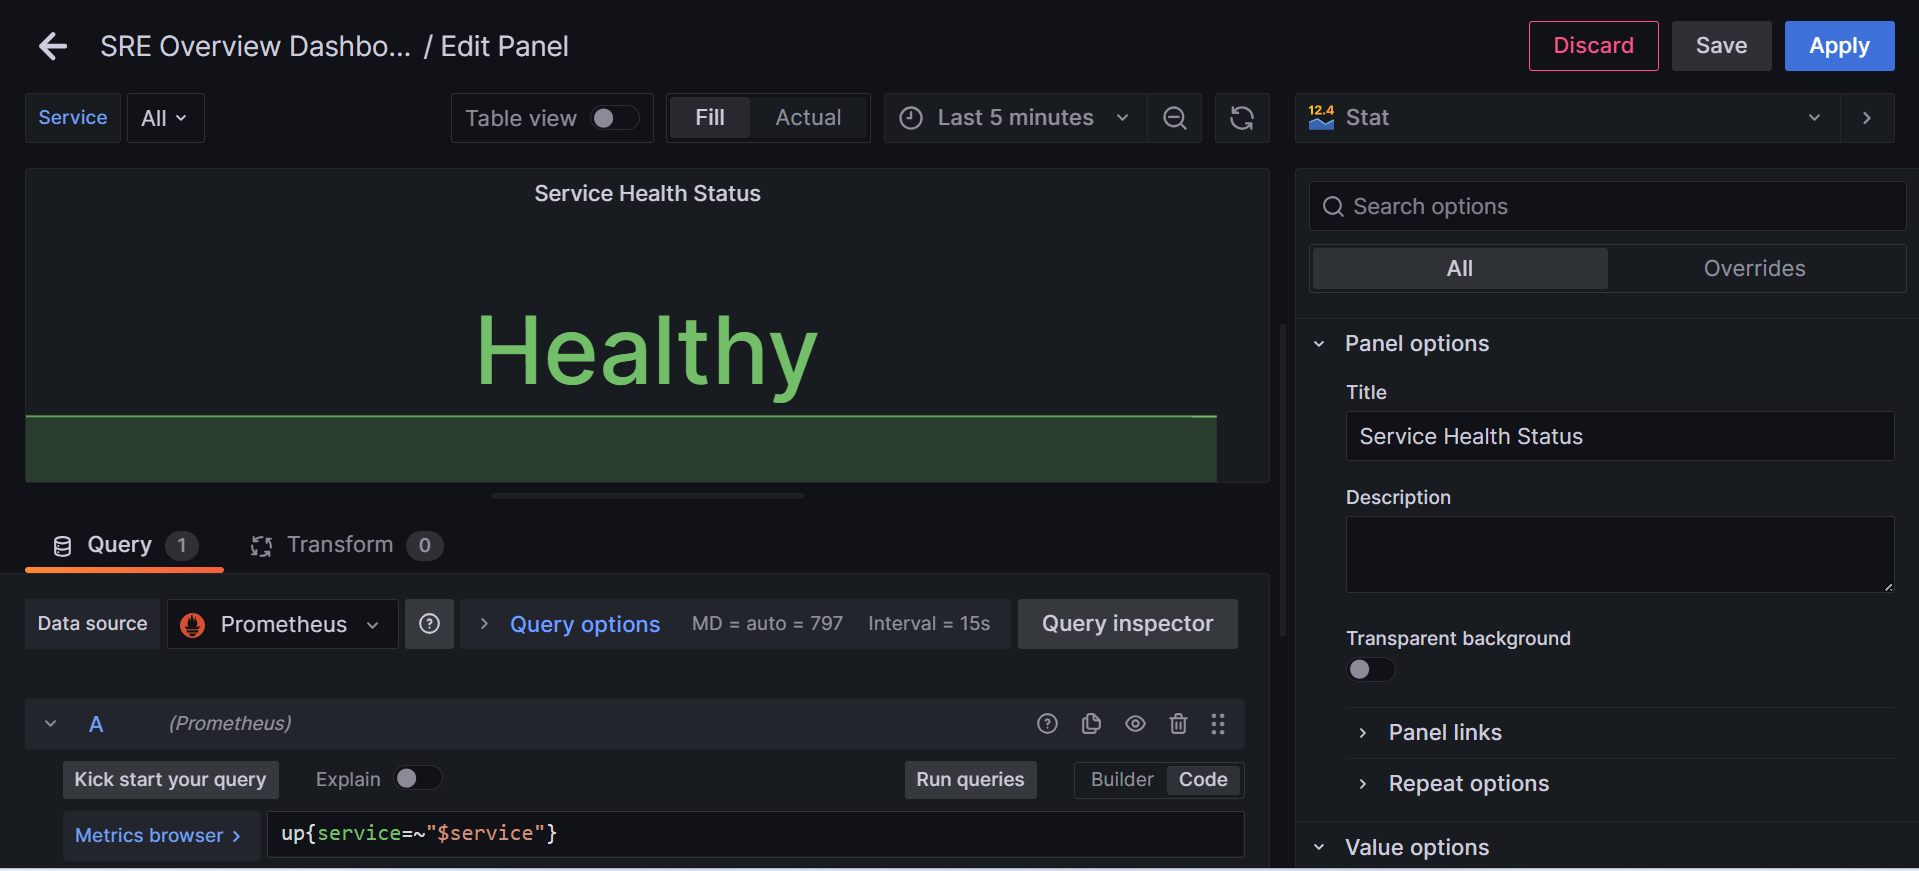 SRE Overview Dashbo... / Edit Panel
Discard
Save
Apply
Service
All
Table view
Fill
Actual
Last 5 minutes
12.4
Stat
Service Health Status
Healthy
Search options
All
Overrides
Panel options
Title
Service Health Status
Description
Transparent background
Panel links
Repeat options
Value options
Query 1
Transform 0
Data source
Prometheus
Query options
MD = auto = 797
Interval = 15s
Query inspector
A
(Prometheus)
Kick start your query
Explain
Run queries
Builder
Code
Metrics browser
up{service=~"$service"}